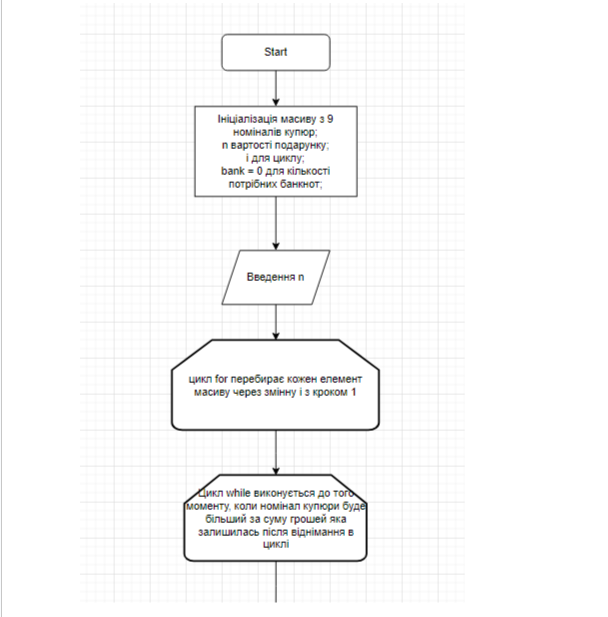 Start
Ініціалізація масиву з 9
номіналів купюр;
n вартості подарунку;
і для циклу;
bank = 0 для кількості
потрібних банкнот;
Введення n
цикл for перебирає кожен елемент
масиву через змінну і з кроком 1
Цикл while виконується до того
моменту, коли номінал купюри буде
більший за суму грошей яка
залишилась після віднімання в
циклі